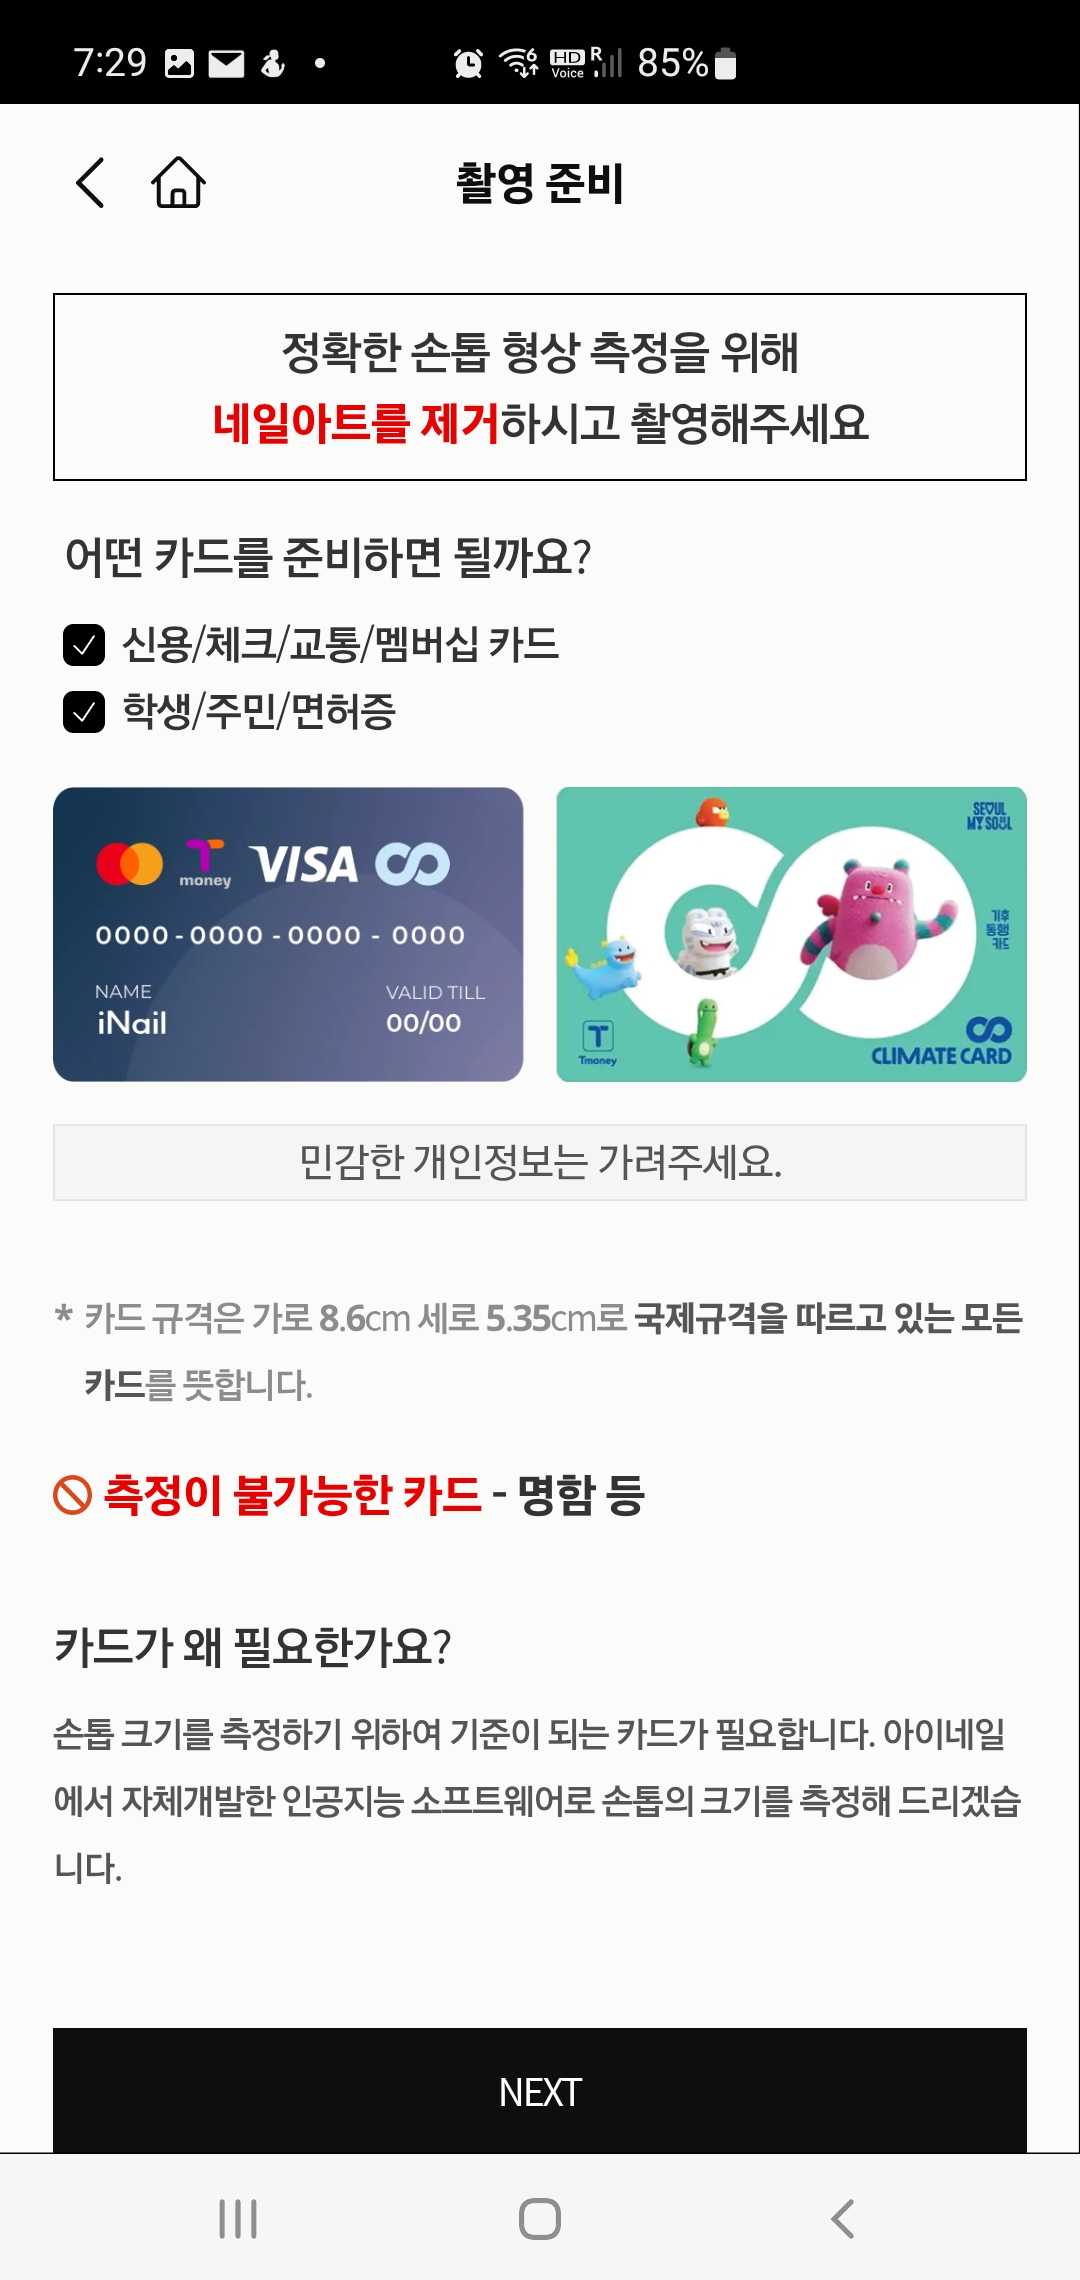 7:29
6
HD Voice
R
85%
촬영 준비
정확한 손톱 형상 측정을 위해
네일아트를 제거하시고 촬영해주세요
어떤 카드를 준비하면 될까요?
신용/체크/교통/멤버십 카드
학생/주민/면허증
T money VISA
0000 - 0000 - 0000 - 0000
NAME
VALID TILL
iNail
00/00
SEOUL
MY SOUL
기후
동행
카드
T
Tmoney
CLIMATE CARD
민감한 개인정보는 가려주세요.
* 카드 규격은 가로 8.6cm 세로 5.35cm로 국제규격을 따르고 있는 모든
카드를 뜻합니다.
측정이 불가능한 카드 - 명함 등
카드가 왜 필요한가요?
손톱 크기를 측정하기 위하여 기준이 되는 카드가 필요합니다. 아이네일
에서 자체개발한 인공지능 소프트웨어로 손톱의 크기를 측정해 드리겠습
니다.
NEXT